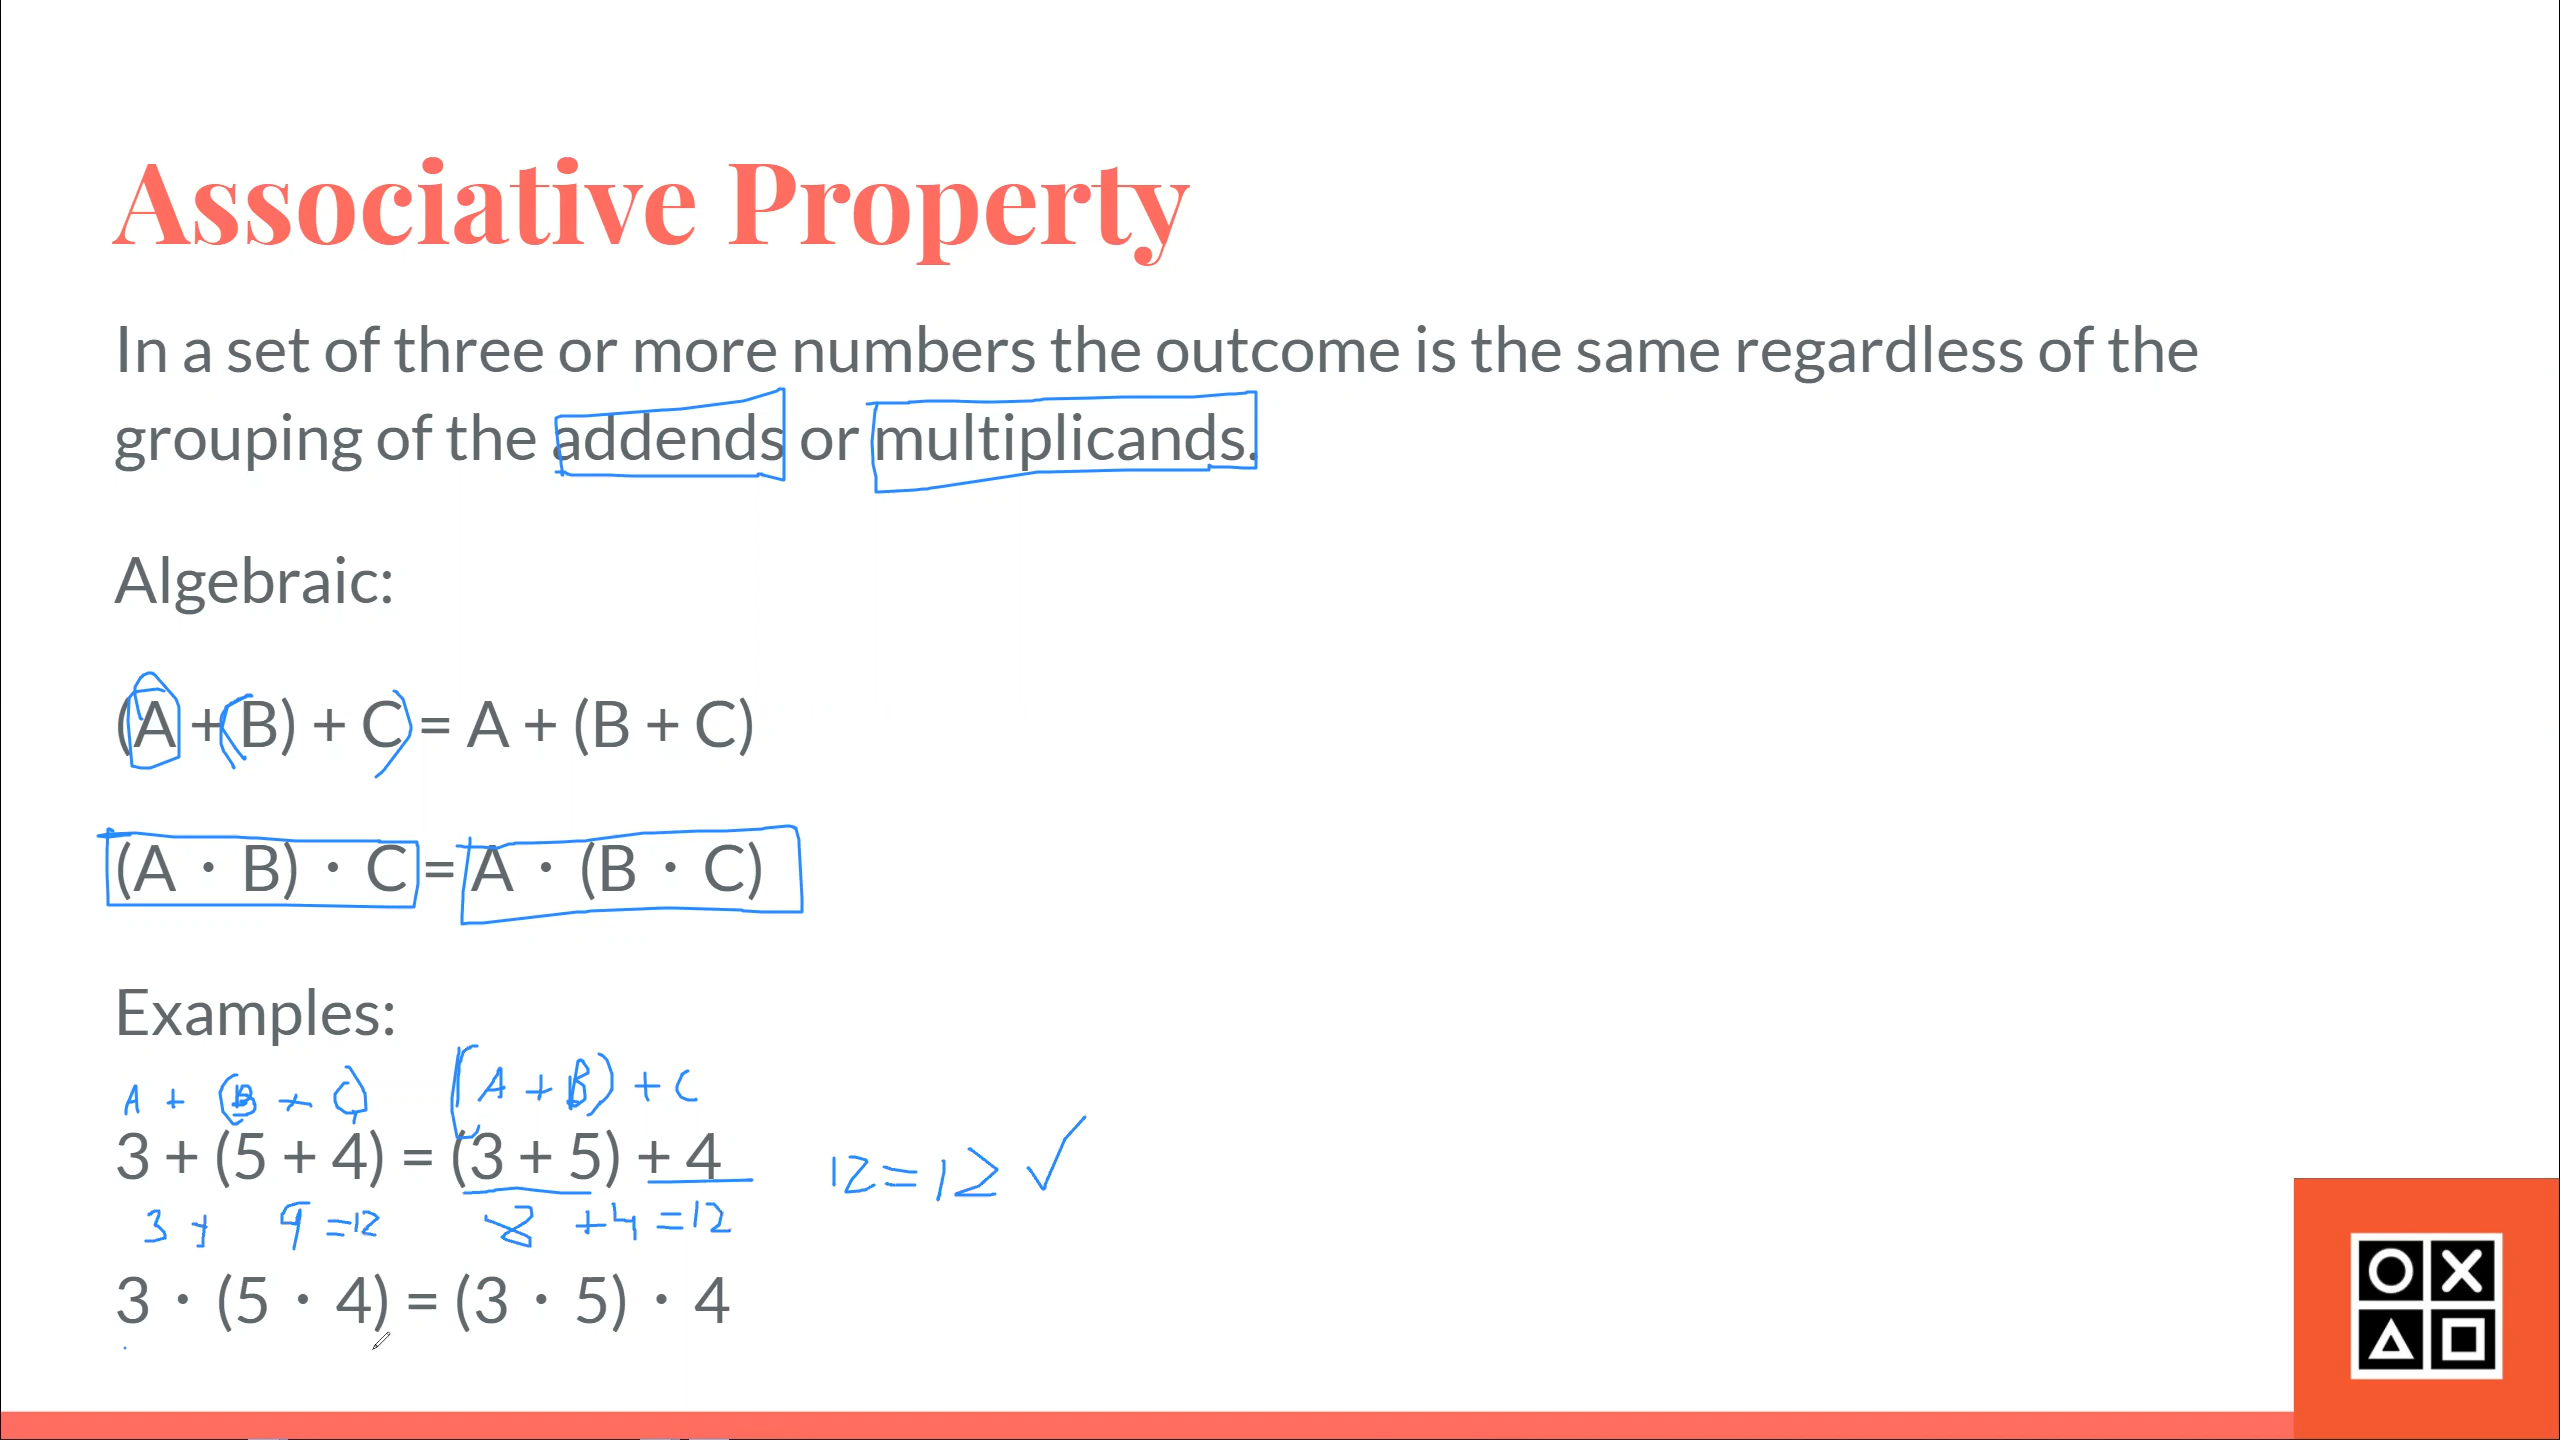 Associative Property
In a set of three or more numbers the outcome is the same regardless of the
grouping of the addends or multiplicands.
Algebraic:
(A + B) + C = A + (B + C)
(A · B) · C = A · (B · C)
Examples:
A + (B + C) (A + B) + C
3 + (5 + 4) = (3 + 5) + 4 12 = 12 ✓
3 + 9 = 12 8 + 4 = 12
3 · (5 · 4) = (3 · 5) · 4